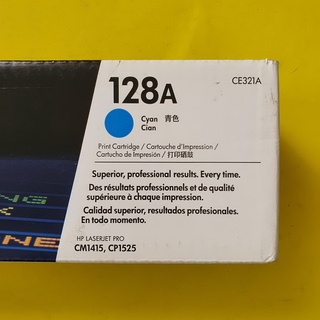 128A
CE321A
Cyan 青色
Cian
Print Cartridge / Cartouche d'Impression /
Cartucho de Impresión / 打印硒鼓
Superior, professional results. Every time.
Des résultats professionnels et de qualité
supérieure à chaque impression.
Calidad superior, resultados profesionales.
En todo momento.
HP LASERJET PRO
CM1415, CP1525